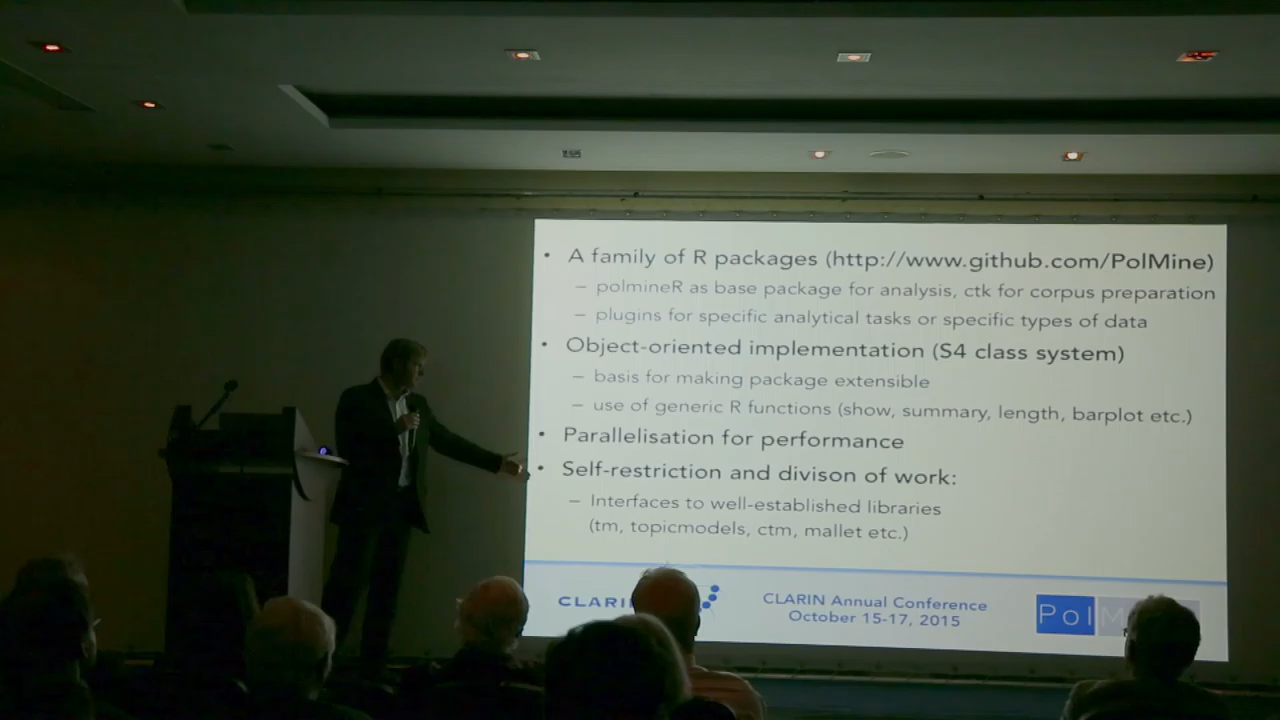 • A family of R packages (http://www.github.com/PolMine)
– polmineR as base package for analysis, ctk for corpus preparation
– plugins for specific analytical tasks or specific types of data
• Object-oriented implementation (S4 class system)
– basis for making package extensible
– use of generic R functions (show, summary, length, barplot etc.)
• Parallelisation for performance
• Self-restriction and divison of work:
– Interfaces to well-established libraries
(tm, topicmodels, ctm, mallet etc.)
CLARI
CLARIN Annual Conference
October 15-17, 2015
PolM